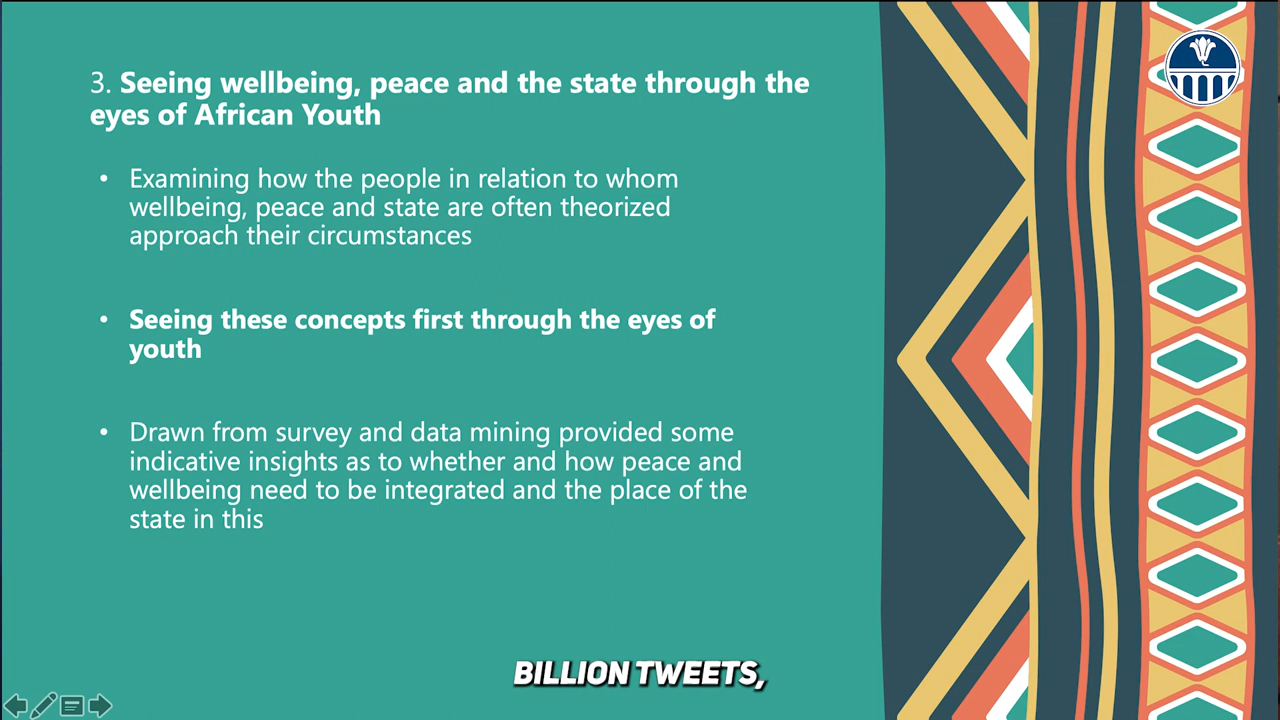 3. Seeing wellbeing, peace and the state through the
eyes of African Youth
• Examining how the people in relation to whom
wellbeing, peace and state are often theorized
approach their circumstances
• Seeing these concepts first through the eyes of
youth
• Drawn from survey and data mining provided some
indicative insights as to whether and how peace and
wellbeing need to be integrated and the place of the
state in this
BILLION TWEETS,